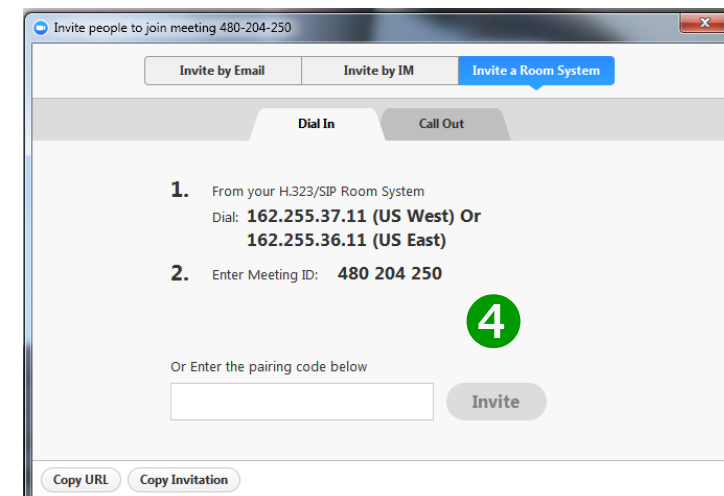 Invite people to join meeting 480-204-250
x
Invite by Email Invite by IM Invite a Room System
Dial In Call Out
1. From your H.323/SIP Room System
Dial: 162.255.37.11 (US West) Or
162.255.36.11 (US East)
2. Enter Meeting ID: 480 204 250
4
Or Enter the pairing code below
Invite
Copy URL Copy Invitation